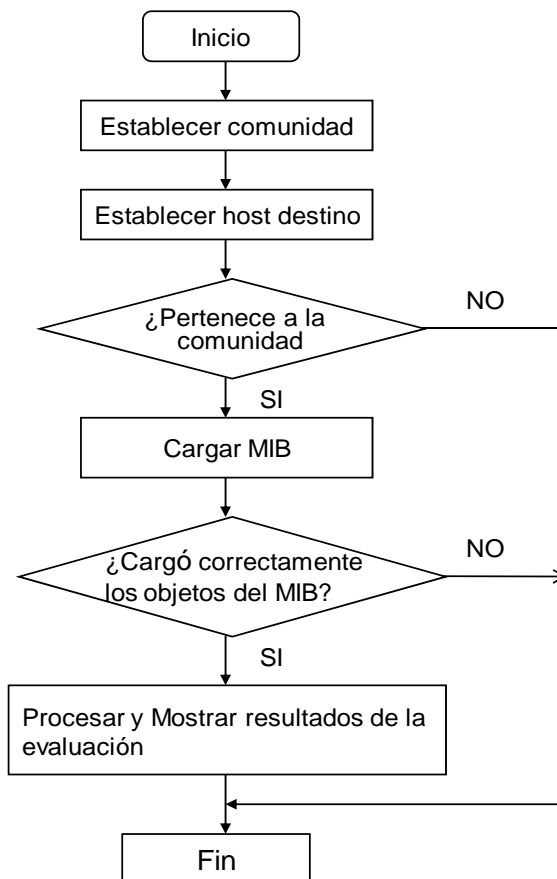 Inicio
Establecer comunidad
Establecer host destino
¿Pertenece a la
comunidad
NO
SI
Cargar MIB
¿Cargó correctamente
los objetos del MIB?
NO
SI
Procesar y Mostrar resultados de la
evaluación
Fin